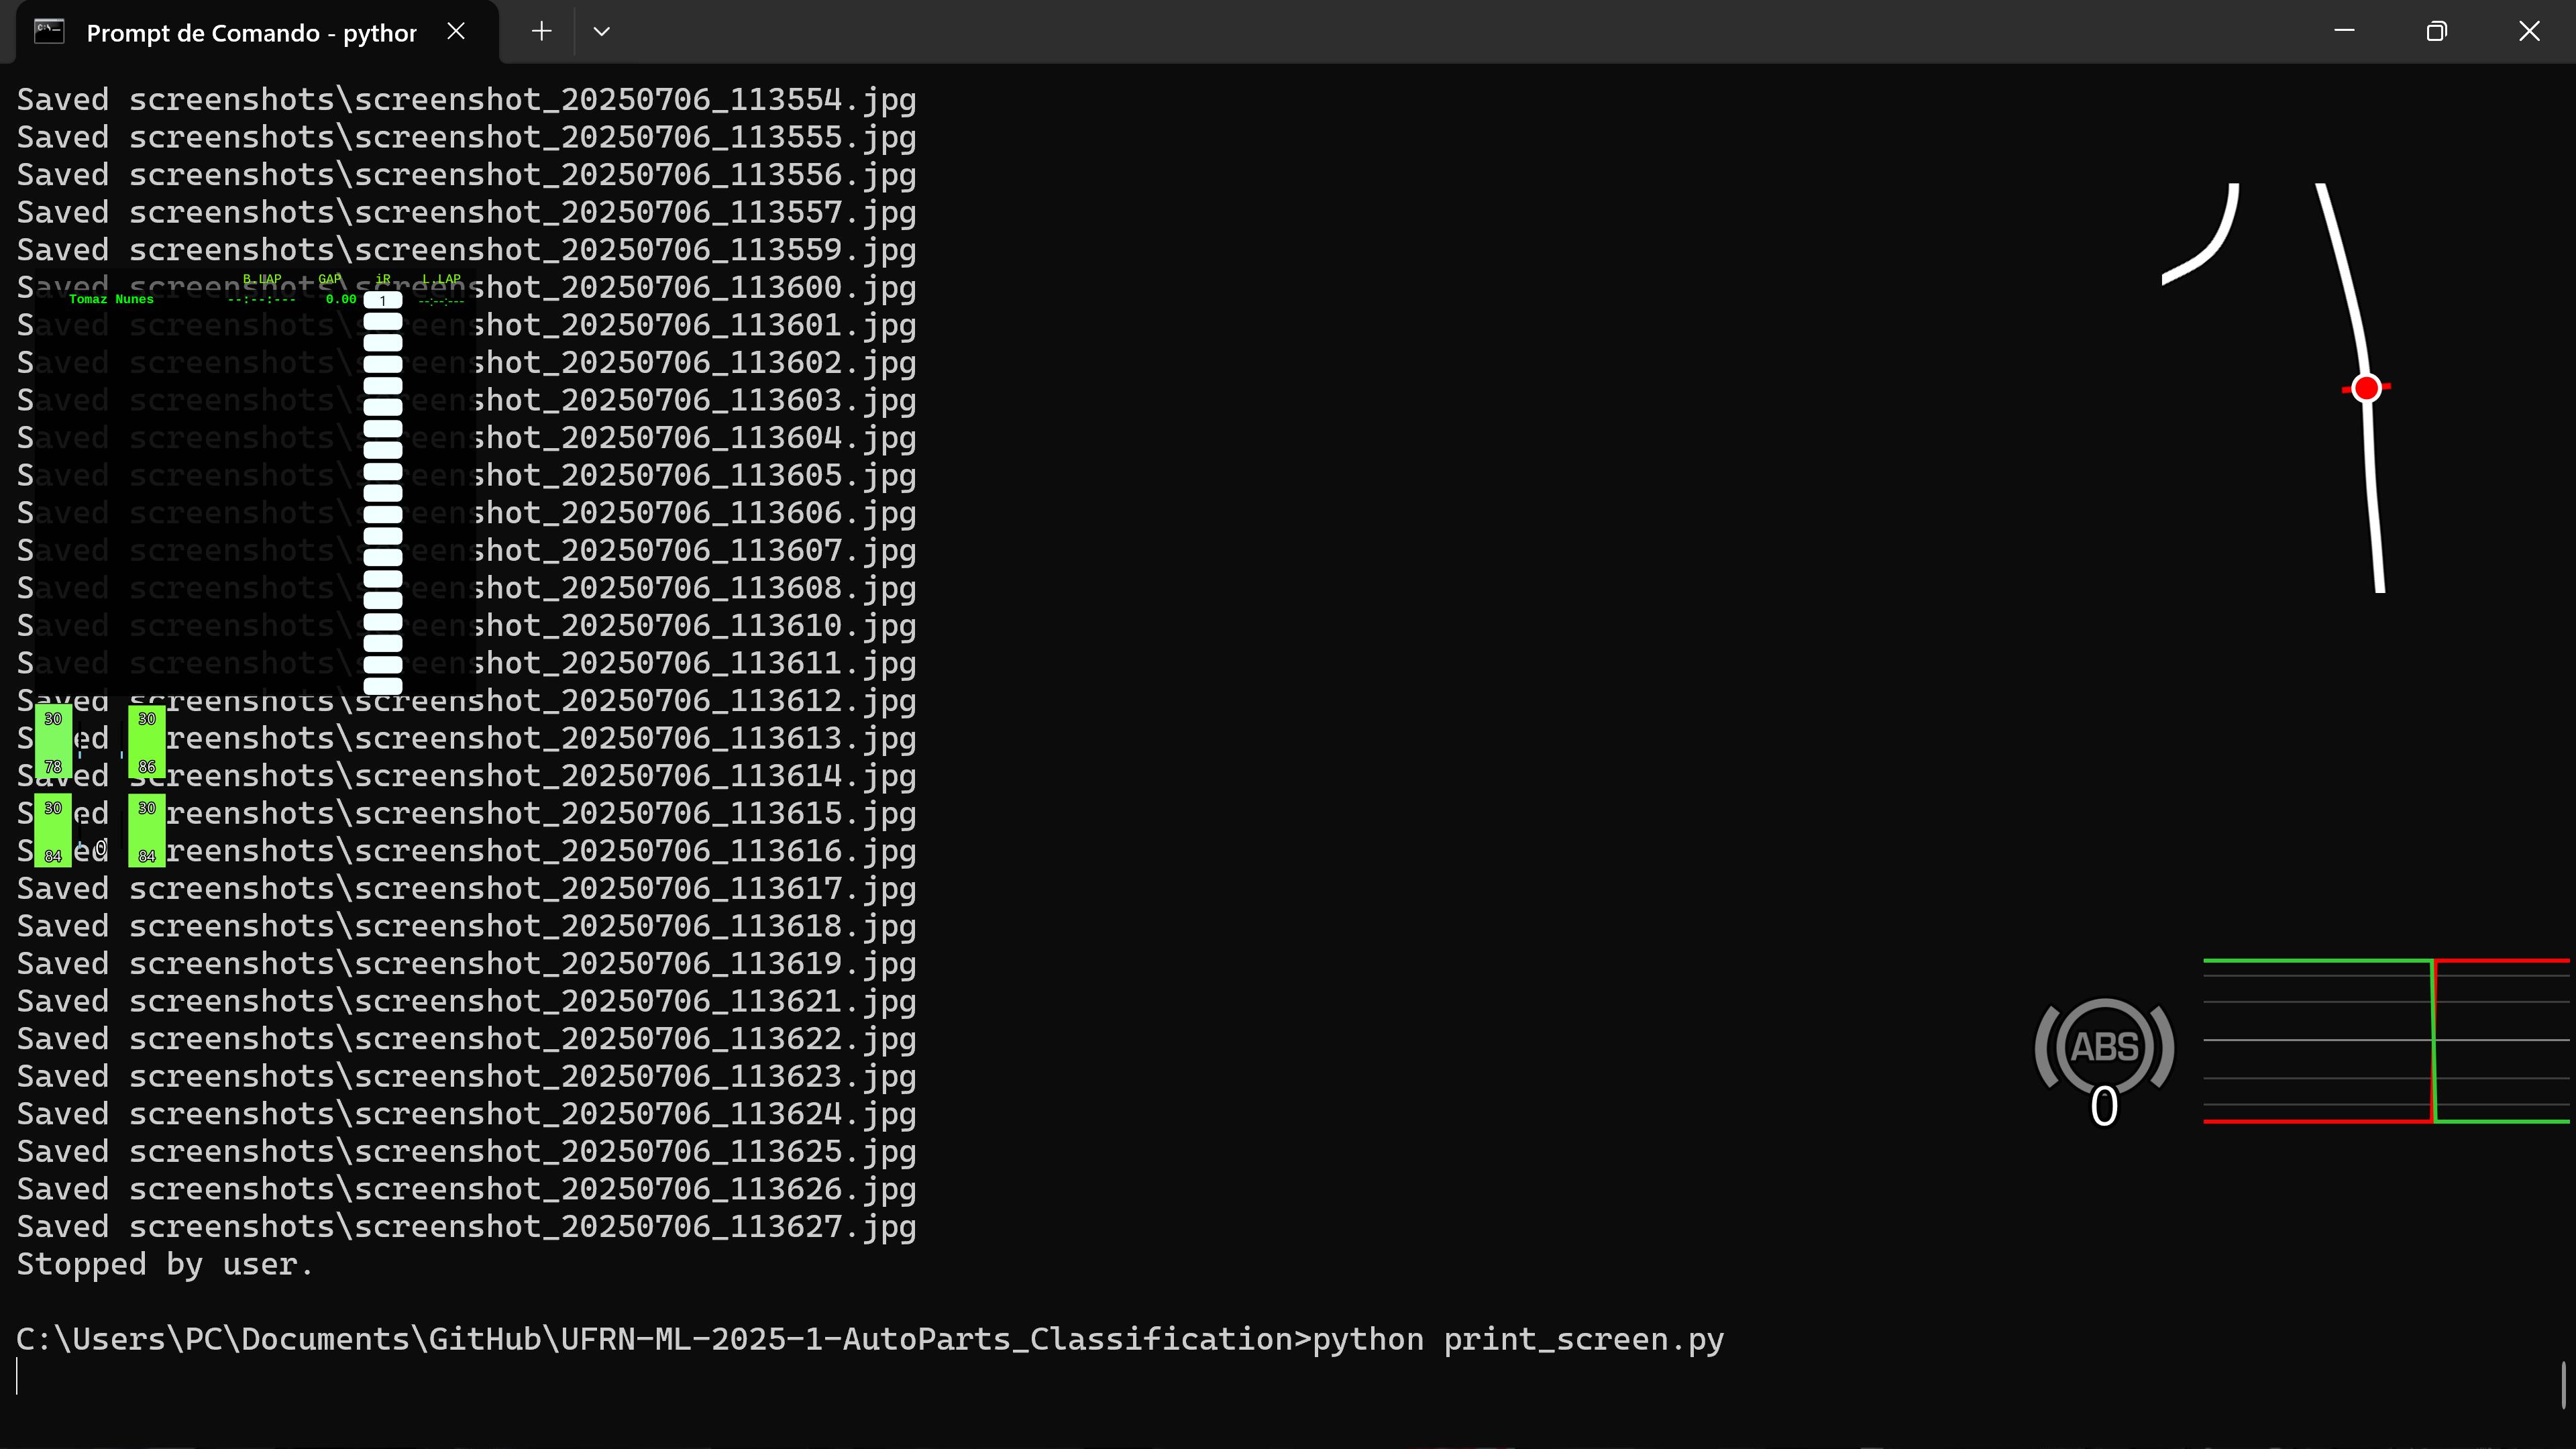 Prompt de Comando - pythor
Saved screenshots\screenshot_20250706_113554.jpg
Saved screenshots\screenshot_20250706_113555.jpg
Saved screenshots\screenshot_20250706_113556.jpg
Saved screenshots\screenshot_20250706_113557.jpg
Saved screenshots\screenshot_20250706_113559.jpg
Saved screenshots\screenshot_20250706_113600.jpg
B.LAP GAP iR L.LAP
Tomaz Nunes --:--:--- 0.00 1 --:--:---
Saved screenshots\screenshot_20250706_113601.jpg
Saved screenshots\screenshot_20250706_113602.jpg
Saved screenshots\screenshot_20250706_113603.jpg
Saved screenshots\screenshot_20250706_113604.jpg
Saved screenshots\screenshot_20250706_113605.jpg
Saved screenshots\screenshot_20250706_113606.jpg
Saved screenshots\screenshot_20250706_113607.jpg
Saved screenshots\screenshot_20250706_113608.jpg
Saved screenshots\screenshot_20250706_113610.jpg
Saved screenshots\screenshot_20250706_113611.jpg
Saved screenshots\screenshot_20250706_113612.jpg
30 30
Saved screenshots\screenshot_20250706_113613.jpg
78 86
Saved screenshots\screenshot_20250706_113614.jpg
30 30
Saved screenshots\screenshot_20250706_113615.jpg
84 0 84
Saved screenshots\screenshot_20250706_113616.jpg
Saved screenshots\screenshot_20250706_113617.jpg
Saved screenshots\screenshot_20250706_113618.jpg
Saved screenshots\screenshot_20250706_113619.jpg
Saved screenshots\screenshot_20250706_113621.jpg
Saved screenshots\screenshot_20250706_113622.jpg
Saved screenshots\screenshot_20250706_113623.jpg
Saved screenshots\screenshot_20250706_113624.jpg
Saved screenshots\screenshot_20250706_113625.jpg
Saved screenshots\screenshot_20250706_113626.jpg
Saved screenshots\screenshot_20250706_113627.jpg
Stopped by user.
C:\Users\PC\Documents\GitHub\UFRN-ML-2025-1-AutoParts_Classification>python print_screen.py
ABS
0